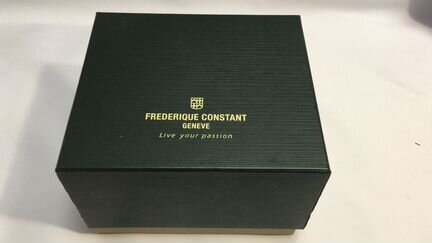 FREDERIQUE CONSTANT
GENEVE
Live your passion